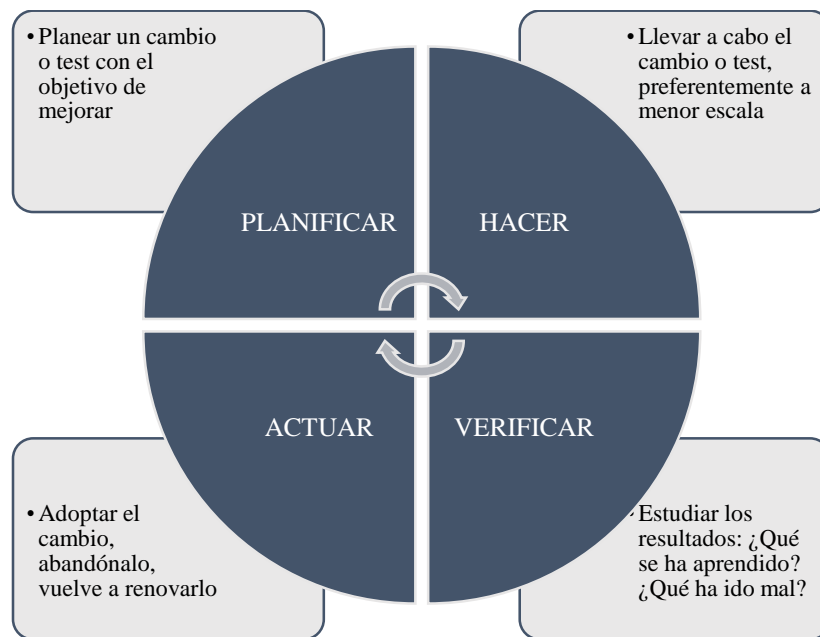 • Planear un cambio
o test con el
objetivo de
mejorar
• Llevar a cabo el
cambio o test,
preferentemente a
menor escala
PLANIFICAR
HACER
ACTUAR
VERIFICAR
• Adoptar el
cambio,
abandónalo,
vuelve a renovarlo
• Estudiar los
resultados: ¿Qué
se ha aprendido?
¿Qué ha ido mal?